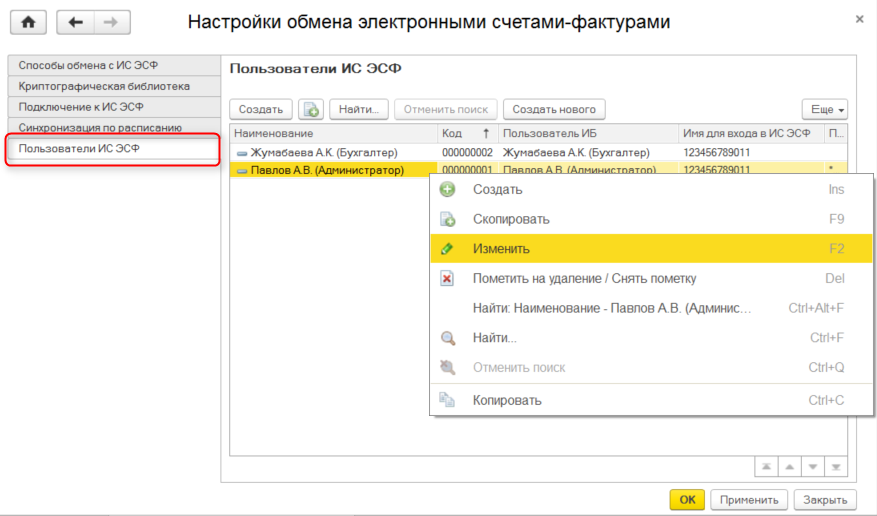 Настройки обмена электронными счетами-фактурами
Способы обмена с ИС ЭСФ
Криптографическая библиотека
Подключение к ИС ЭСФ
Синхронизация по расписанию
Пользователи ИС ЭСФ
Пользователи ИС ЭСФ
Создать Найти... Отменить поиск Создать нового Еще
Наименование Код ↑ Пользователь ИБ Имя для входа в ИС ЭСФ П...
Жумабаева А.К. (Бухгалтер) 000000002 Жумабаева А.К. (Бухгалтер) 123456789011
Павлов А.В. (Администратор) 000000001 Павлов А.В. (Администратор) 123456789011 *
Создать Ins
Скопировать F9
Изменить F2
Пометить на удаление / Снять пометку Del
Найти: Наименование - Павлов А.В. (Админис... Ctrl+Alt+F
Найти... Ctrl+F
Отменить поиск Ctrl+Q
Копировать Ctrl+C
ОК Применить Закрыть